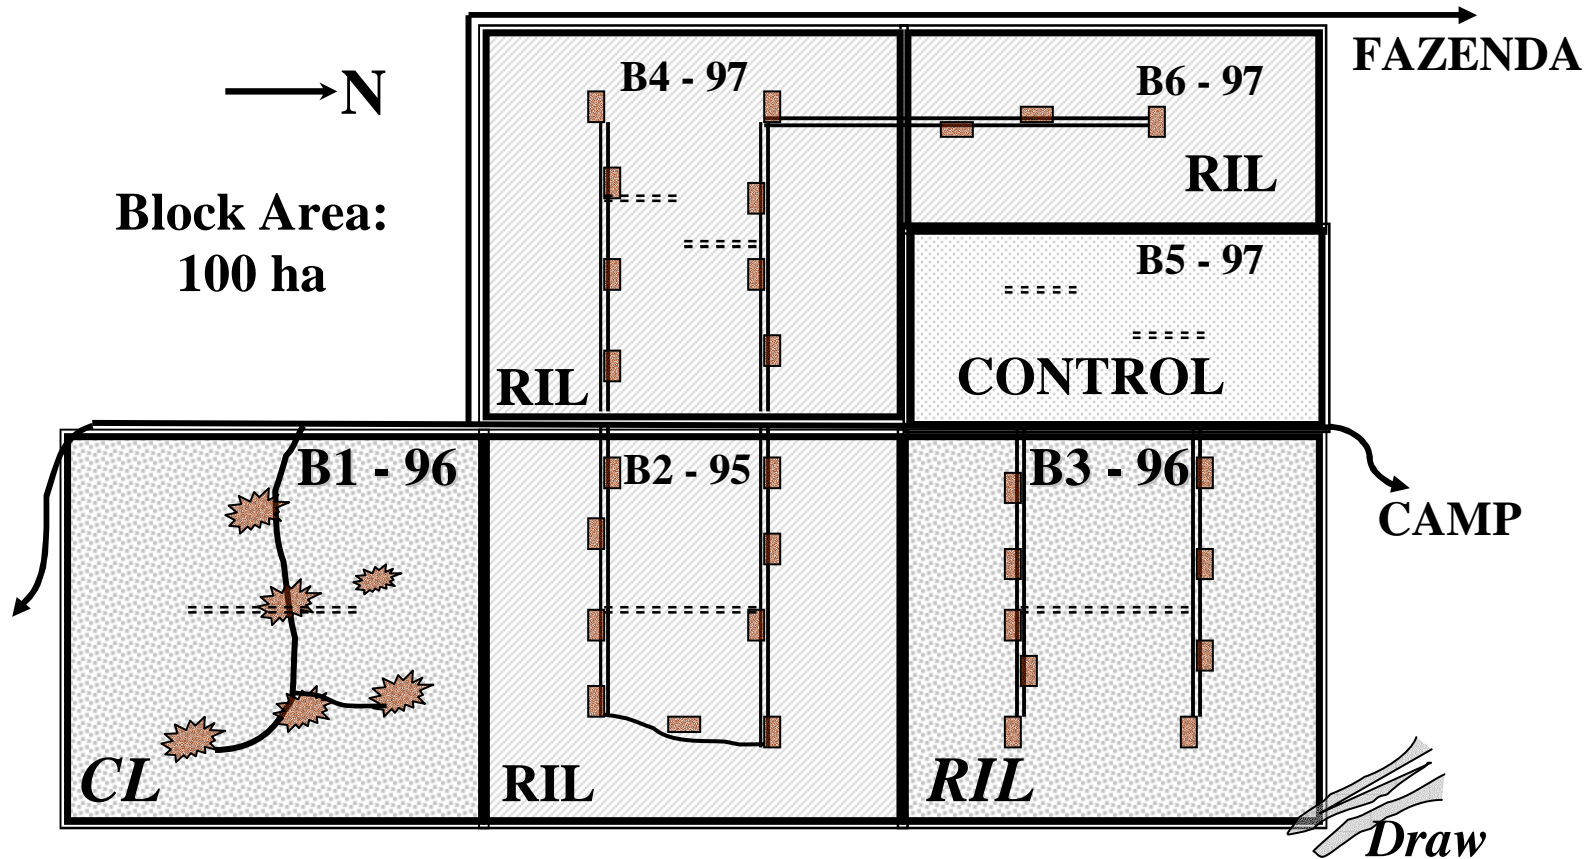 FAZENDA
N
B4 - 97
B6 - 97
RIL
Block Area:
100 ha
B5 - 97
CONTROL
RIL
B1 - 96
B2 - 95
B3 - 96
CAMP
CL
RIL
RIL
Draw